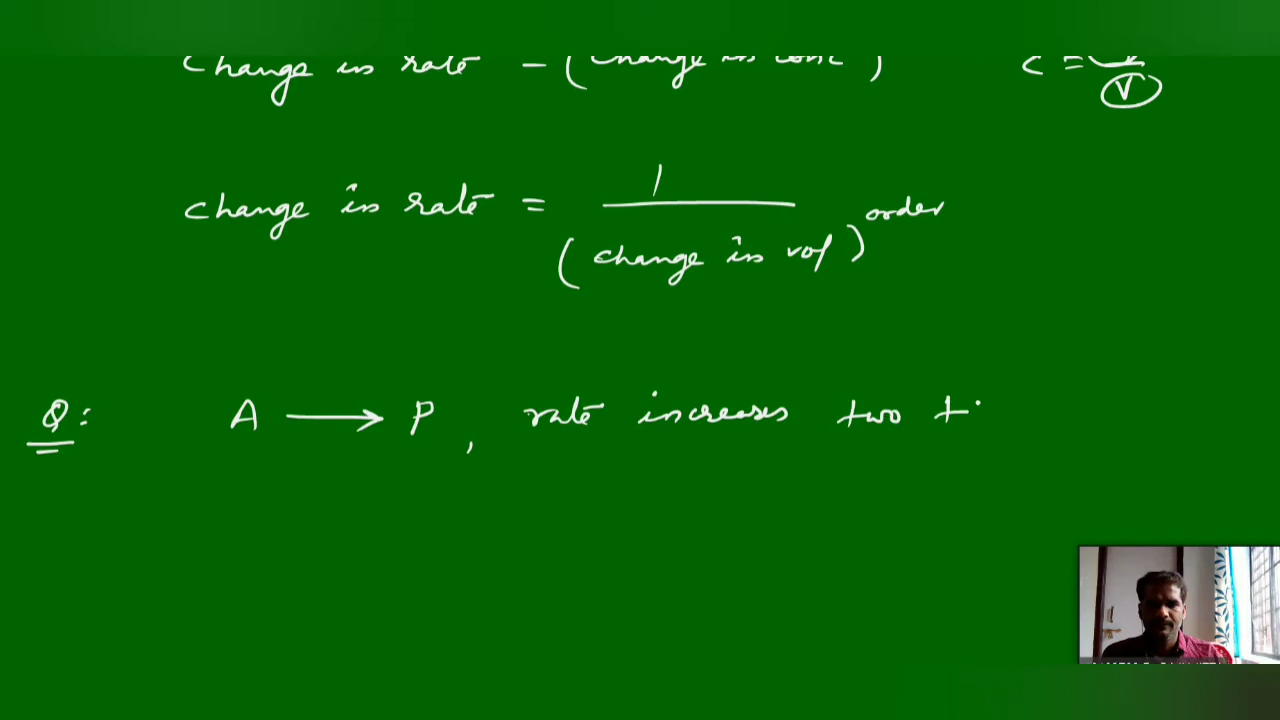 change in rate = (change in conc) c = V
change in rate = 1
(change in vol) order
Q: A → P, rate increases two t